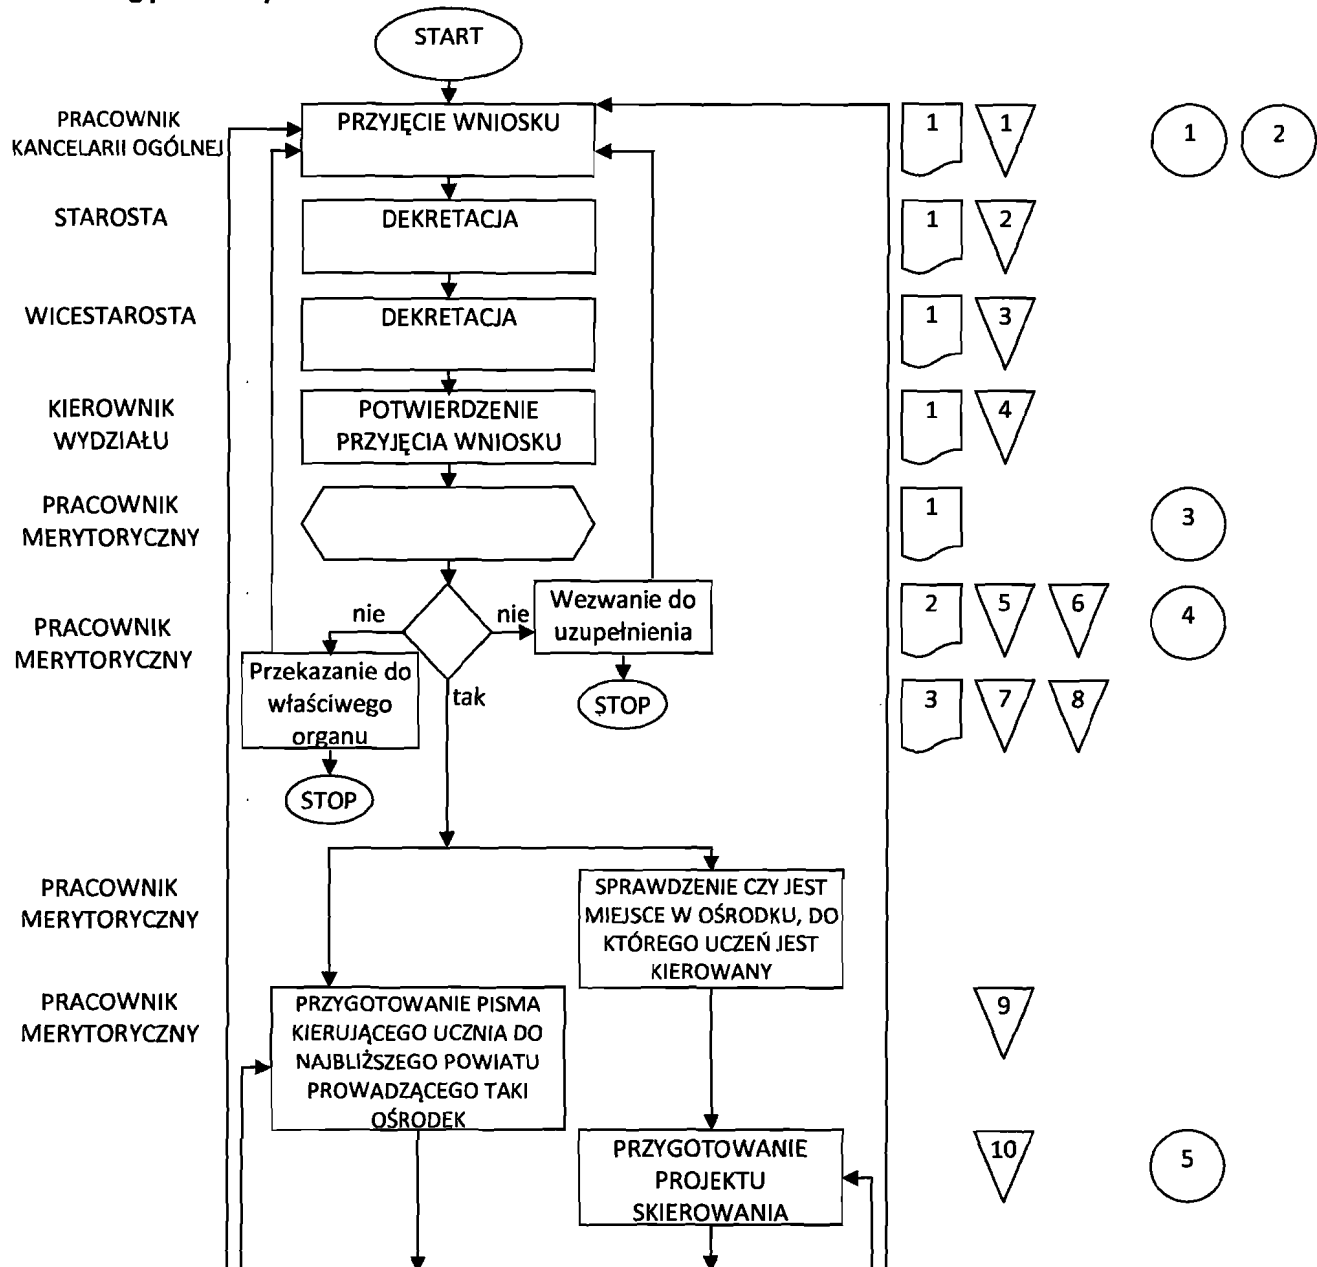 START
PRACOWNIK
KANCELARII OGÓLNEJ
PRZYJĘCIE WNIOSKU
1
1
1
2
STAROSTA
DEKRETACJA
1
2
WICESTAROSTA
DEKRETACJA
1
3
KIEROWNIK
WYDZIAŁU
POTWIERDZENIE
PRZYJĘCIA WNIOSKU
1
4
PRACOWNIK
MERYTORYCZNY
1
3
PRACOWNIK
MERYTORYCZNY
nie
nie
Wezwanie do
uzupełnienia
2
5
6
4
Przekazanie do
właściwego
organu
tak
STOP
3
7
8
STOP
PRACOWNIK
MERYTORYCZNY
SPRAWDZENIE CZY JEST
MIEJSCE W OŚRODKU, DO
KTÓREGO UCZEŃ JEST
KIEROWANY
PRACOWNIK
MERYTORYCZNY
PRZYGOTOWANIE PISMA
KIERUJĄCEGO UCZNIA DO
NAJBLIŻSZEGO POWIATU
PROWADZĄCEGO TAKI
OŚRODEK
9
PRZYGOTOWANIE
PROJEKTU
SKIEROWANIA
10
5